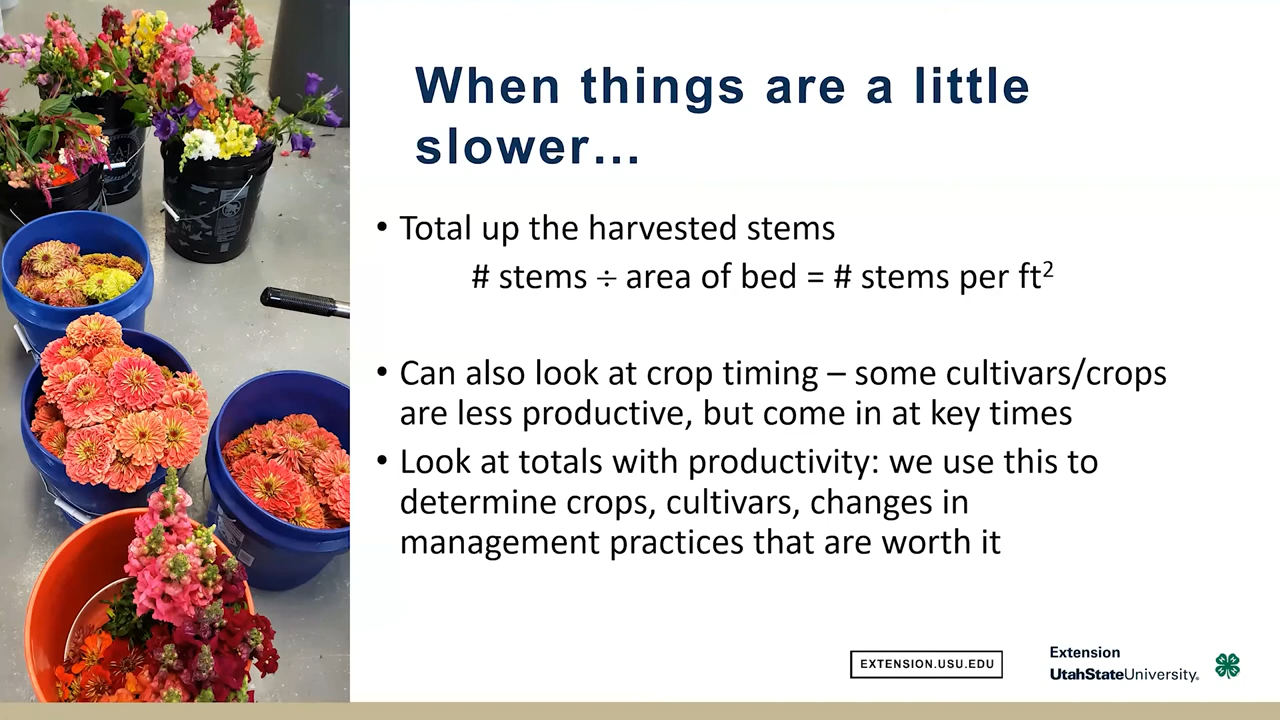 When things are a little
slower…
• Total up the harvested stems
# stems ÷ area of bed = # stems per ft²
• Can also look at crop timing – some cultivars/crops
are less productive, but come in at key times
• Look at totals with productivity: we use this to
determine crops, cultivars, changes in
management practices that are worth it
EXTENSION.USU.EDU
Extension
UtahStateUniversity®